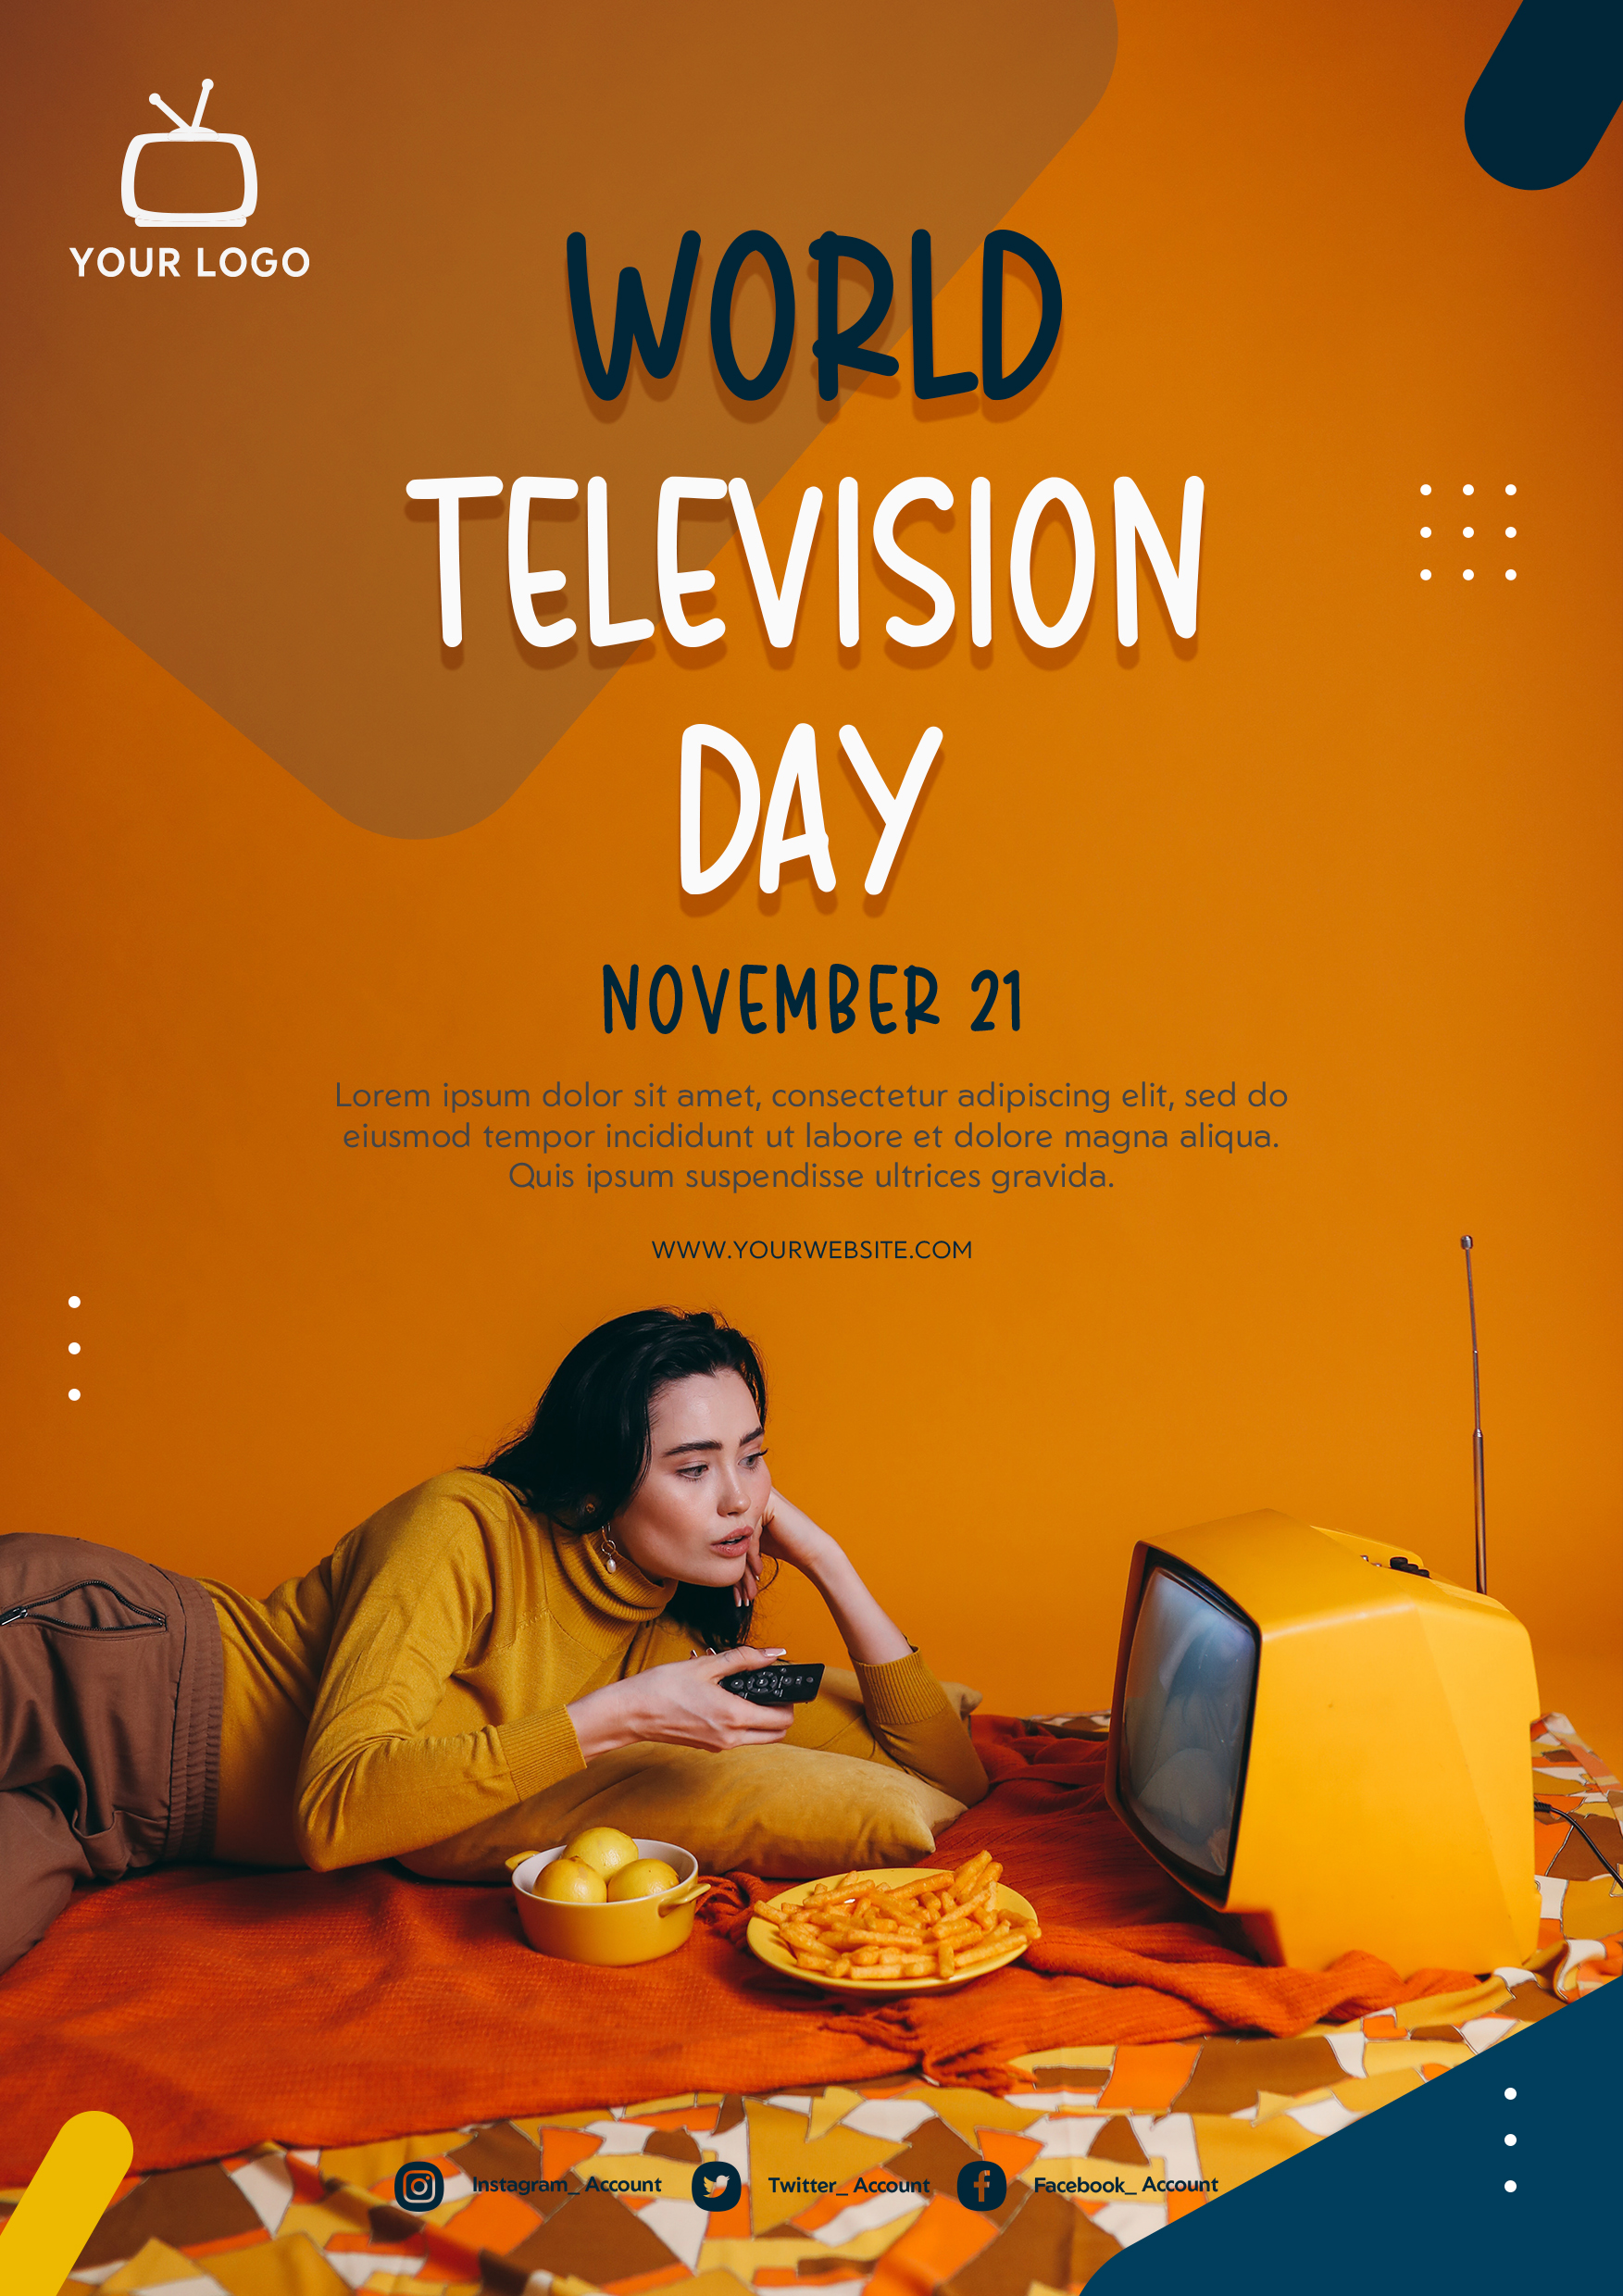 YOUR LOGO
WORLD
TELEVISION
DAY
NOVEMBER 21
Lorem ipsum dolor sit amet, consectetur adipiscing elit, sed do
eiusmod tempor incididunt ut labore et dolore magna aliqua.
Quis ipsum suspendisse ultrices gravida.
WWW.YOURWEBSITE.COM
Instagram_ Account Twitter_ Account Facebook_ Account